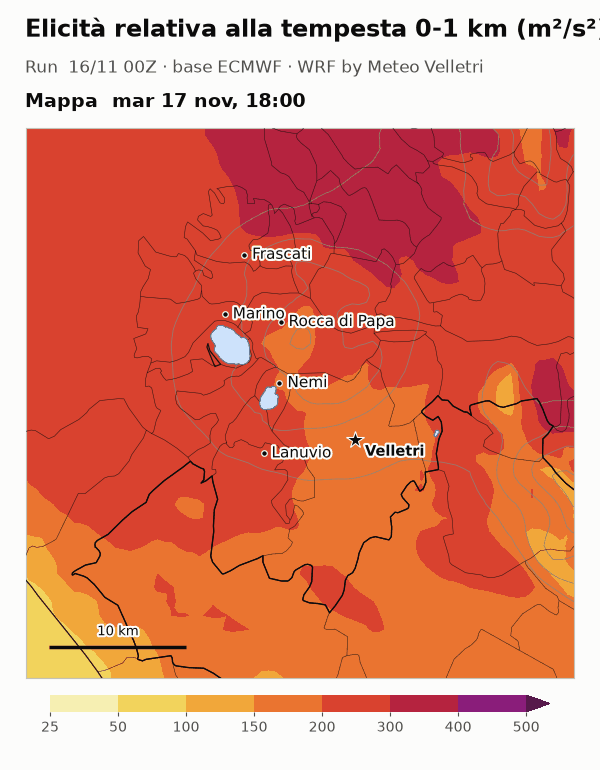 Elicità relativa alla tempesta 0-1 km (m²/s²)
Run 16/11 00Z · base ECMWF · WRF by Meteo Velletri
Mappa mar 17 nov, 18:00
Frascati
Marino
Rocca di Papa
Nemi
Lanuvio
Velletri
10 km
25 50 100 150 200 300 400 500